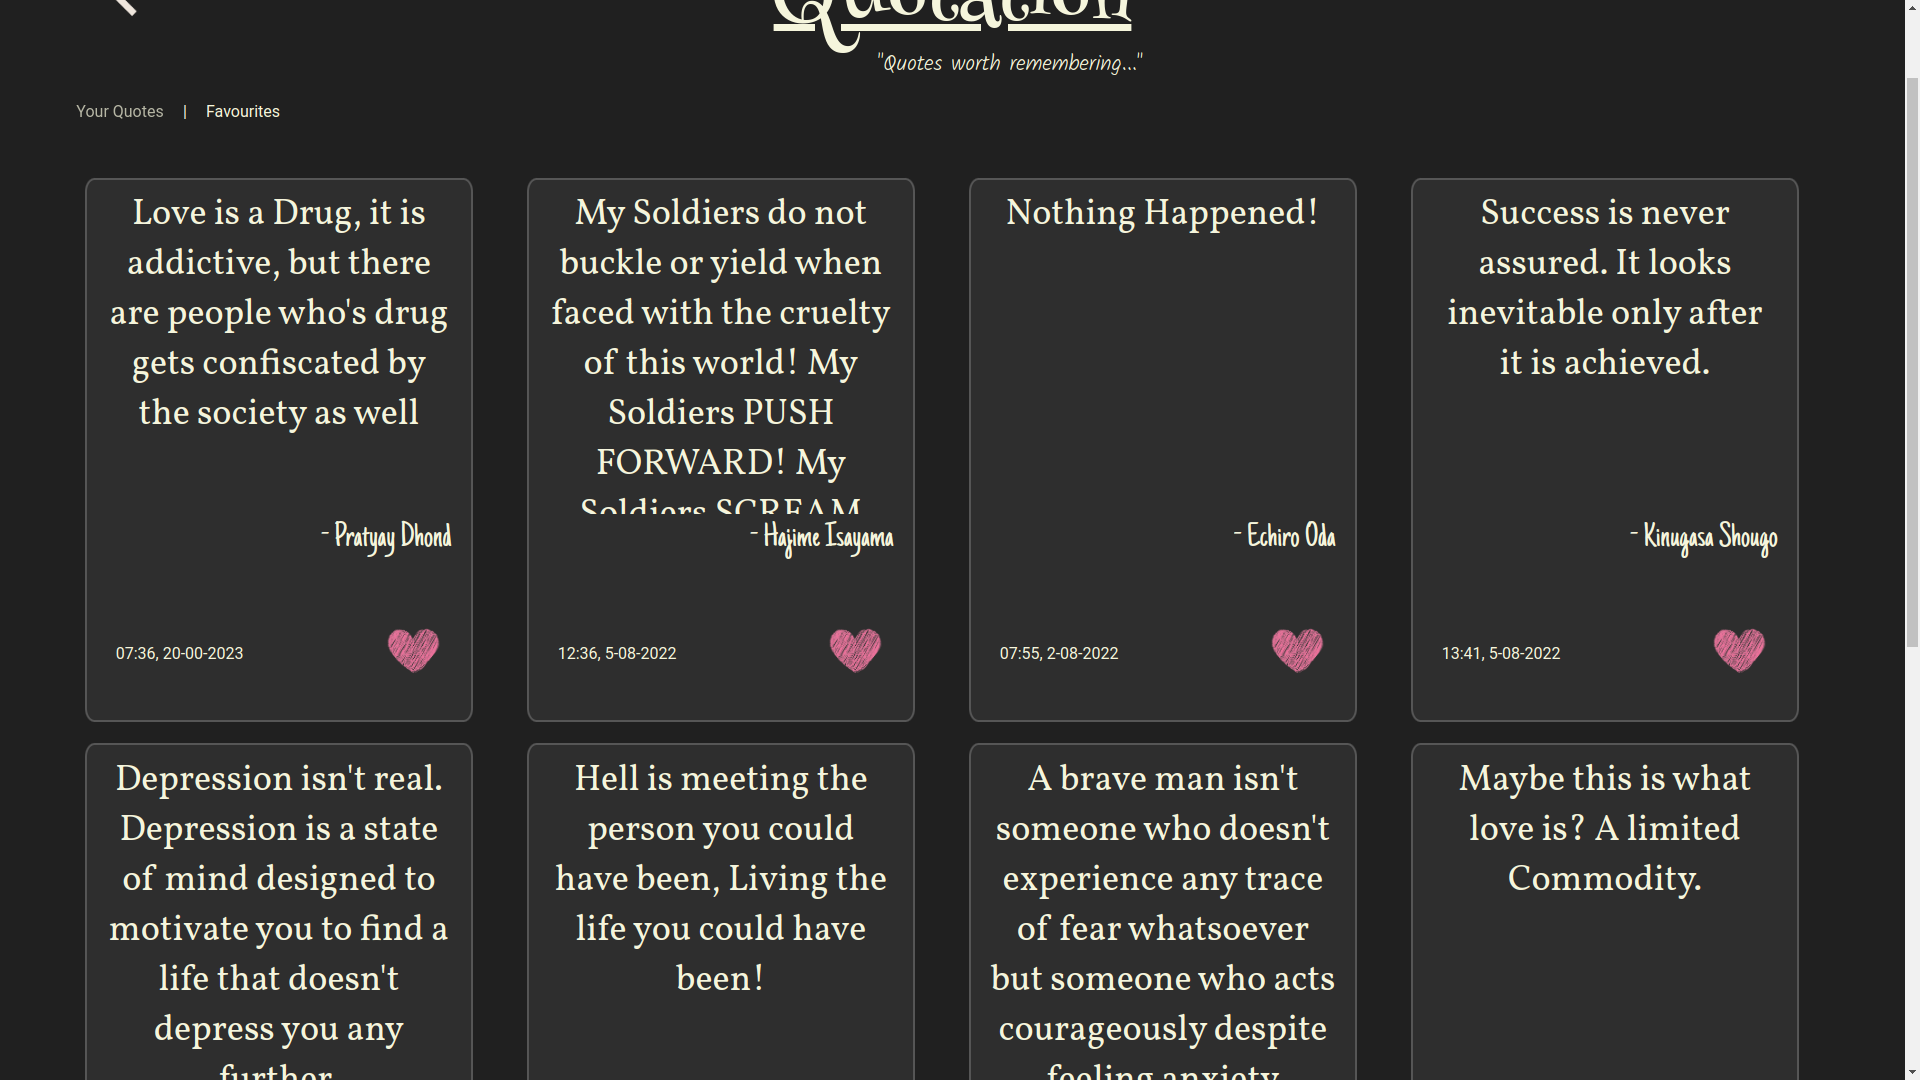 Quotation
"Quotes worth remembering..."
Your Quotes | Favourites
Love is a Drug, it is
addictive, but there
are people who's drug
gets confiscated by
the society as well
- Pratyay Dhond
07:36, 20-00-2023
My Soldiers do not
buckle or yield when
faced with the cruelty
of this world! My
Soldiers PUSH
FORWARD! My
Soldiers SCREAM
- Hajime Isayama
12:36, 5-08-2022
Nothing Happened!
- Echiro Oda
07:55, 2-08-2022
Success is never
assured. It looks
inevitable only after
it is achieved.
- Kinugasa Shougo
13:41, 5-08-2022
Depression isn't real.
Depression is a state
of mind designed to
motivate you to find a
life that doesn't
depress you any
further
Hell is meeting the
person you could
have been, Living the
life you could have
been!
A brave man isn't
someone who doesn't
experience any trace
of fear whatsoever
but someone who acts
courageously despite
feeling anxiety
Maybe this is what
love is? A limited
Commodity.